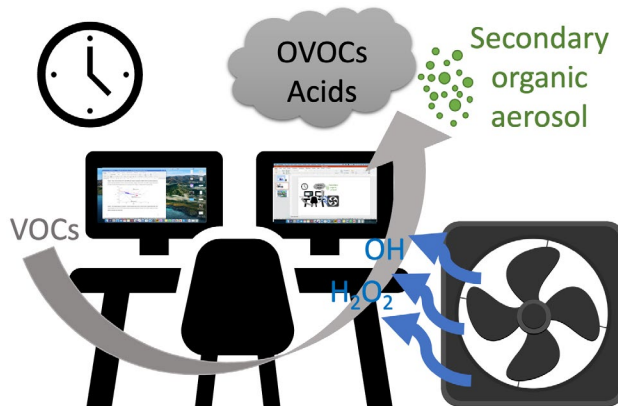 OVOCs
Acids
Secondary
organic
aerosol
VOCs
OH
H₂O₂